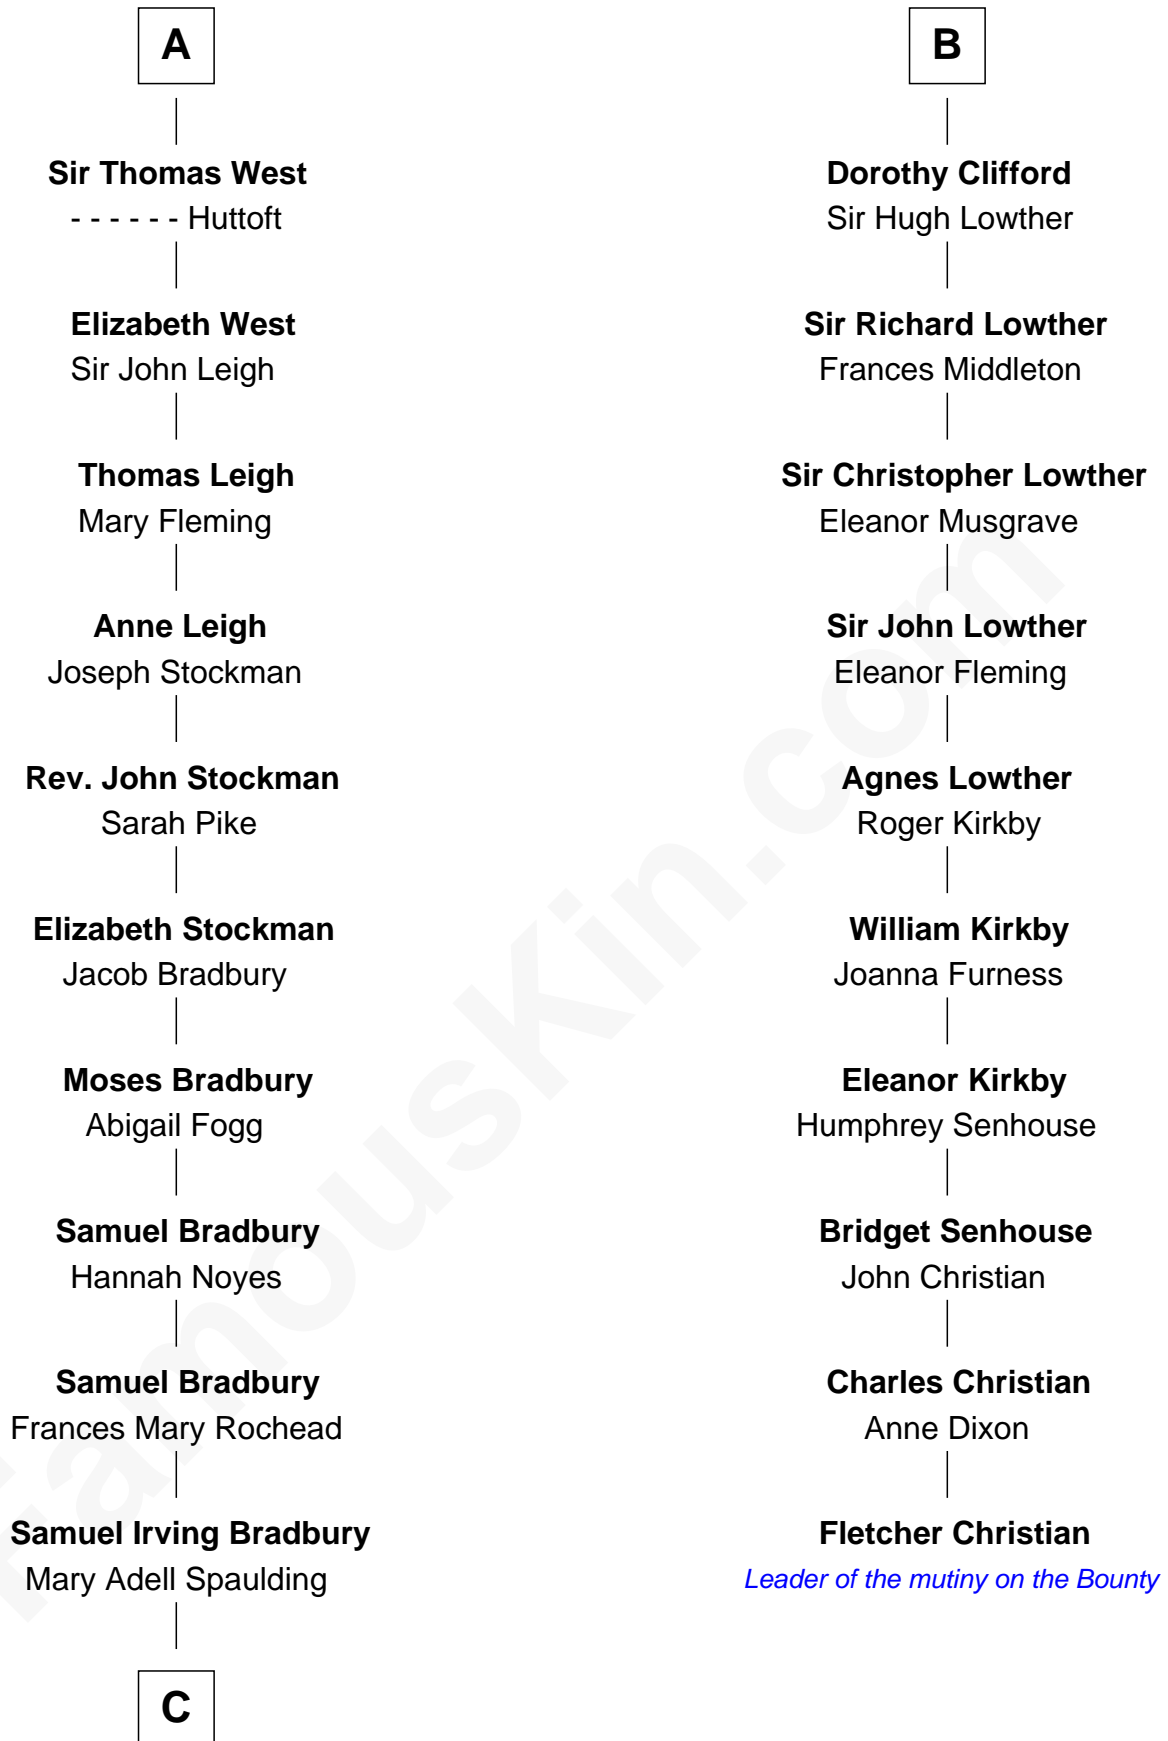 A
Sir Thomas West
- - - - - - Huttoft
Elizabeth West
Sir John Leigh
Thomas Leigh
Mary Fleming
Anne Leigh
Joseph Stockman
Rev. John Stockman
Sarah Pike
Elizabeth Stockman
Jacob Bradbury
Moses Bradbury
Abigail Fogg
Samuel Bradbury
Hannah Noyes
Samuel Bradbury
Frances Mary Rochead
Samuel Irving Bradbury
Mary Adell Spaulding
C
B
Dorothy Clifford
Sir Hugh Lowther
Sir Richard Lowther
Frances Middleton
Sir Christopher Lowther
Eleanor Musgrave
Sir John Lowther
Eleanor Fleming
Agnes Lowther
Roger Kirkby
William Kirkby
Joanna Furness
Eleanor Kirkby
Humphrey Senhouse
Bridget Senhouse
John Christian
Charles Christian
Anne Dixon
Fletcher Christian
Leader of the mutiny on the Bounty
FamousKin.com